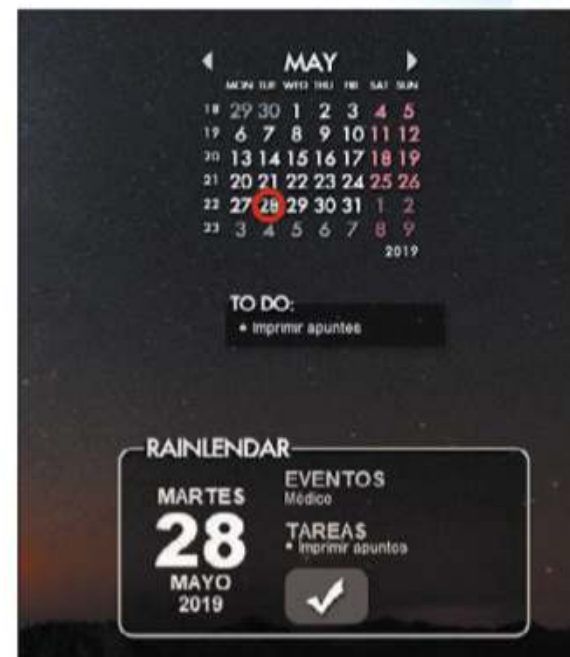 MAY
MON TUE WED THU FRI SAT SUN
18 29 30 1 2 3 4 5
19 6 7 8 9 10 11 12
20 13 14 15 16 17 18 19
21 20 21 22 23 24 25 26
22 27 28 29 30 31 1 2
23 3 4 5 6 7 8 9
2019
TO DO:
• Imprimir apuntes
RAINLENDAR
MARTES
28
MAYO
2019
EVENTOS
Médico
TAREAS
• Imprimir apuntes